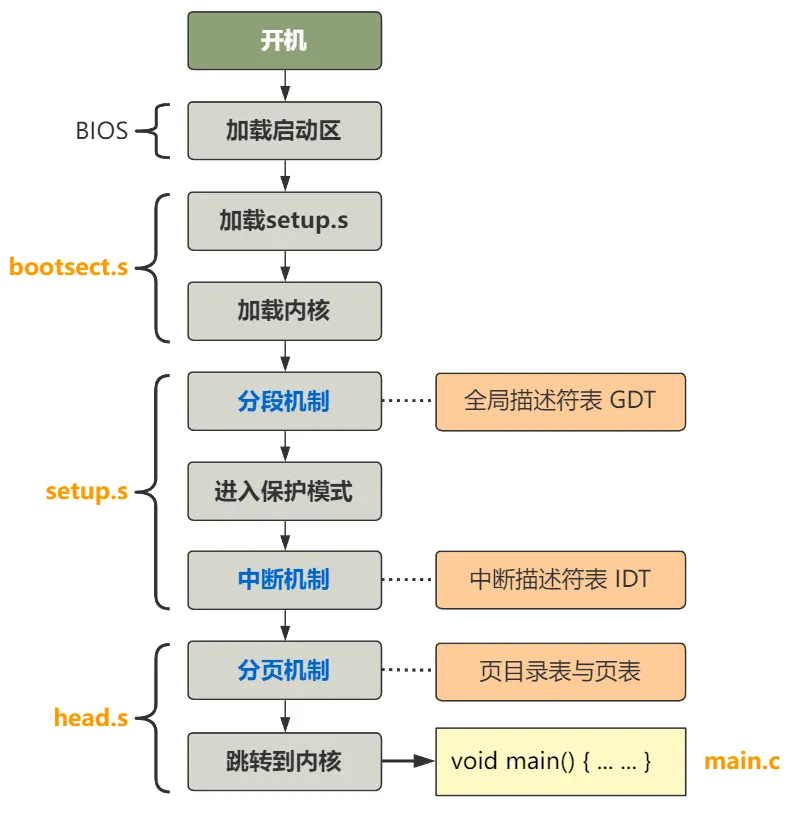 开机
BIOS
加载启动区
bootsect.s
加载setup.s
加载内核
setup.s
分段机制
全局描述符表 GDT
进入保护模式
中断机制
中断描述符表 IDT
head.s
分页机制
页目录表与页表
跳转到内核
void main() { ... ... }
main.c